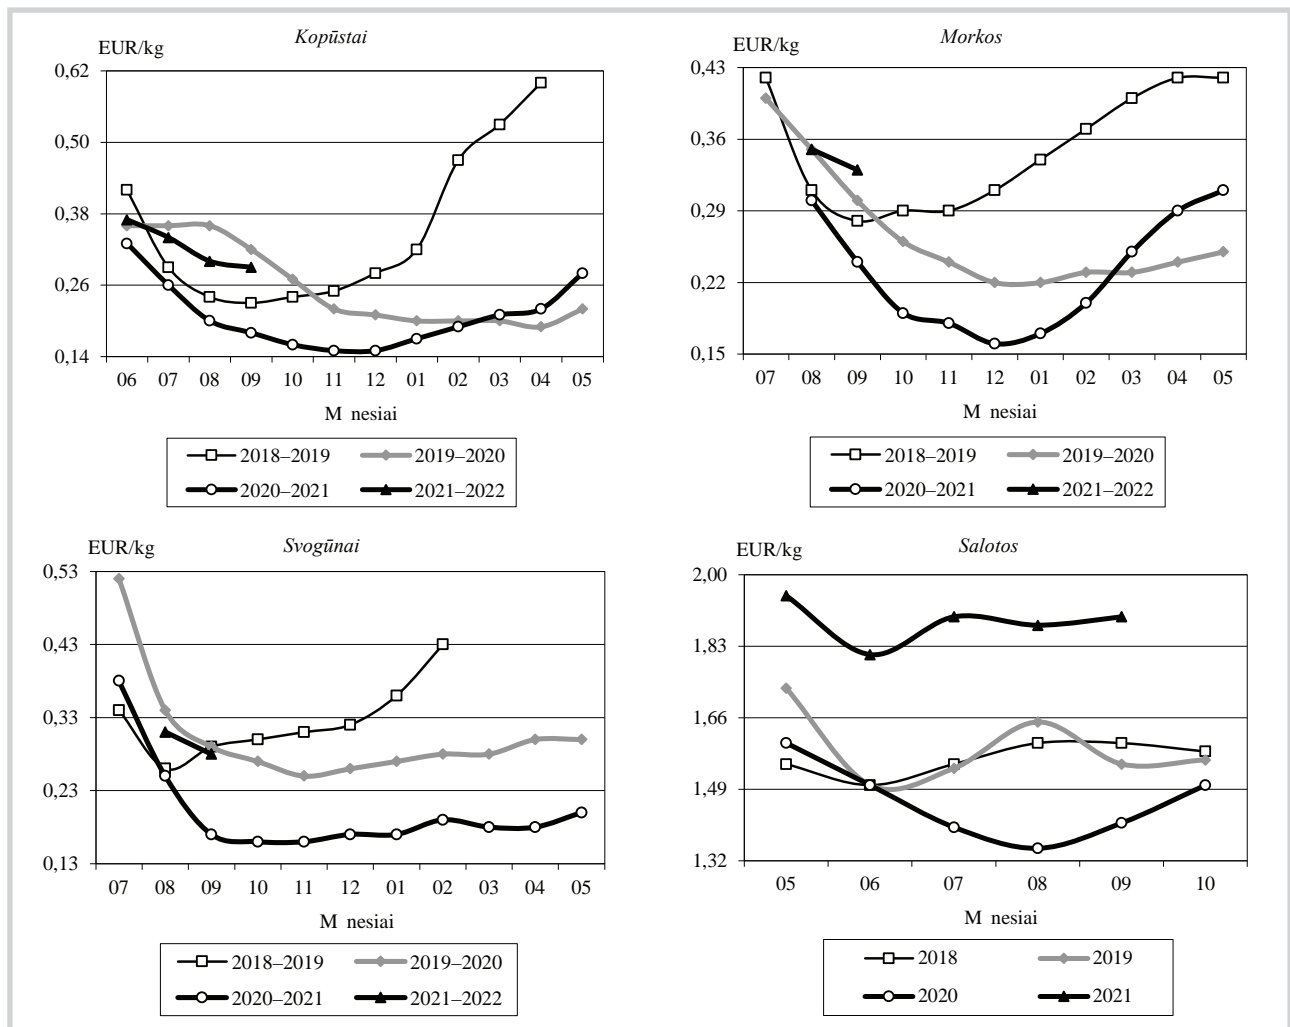 Kopūstai
EUR/kg
0,62
0,50
0,38
0,26
0,14
06 07 08 09 10 11 12 01 02 03 04 05
M nesiai
2018–2019 2019–2020
2020–2021 2021–2022
Morkos
EUR/kg
0,43
0,36
0,29
0,22
0,15
07 08 09 10 11 12 01 02 03 04 05
M nesiai
2018–2019 2019–2020
2020–2021 2021–2022
Svogūnai
EUR/kg
0,53
0,43
0,33
0,23
0,13
07 08 09 10 11 12 01 02 03 04 05
M nesiai
2018–2019 2019–2020
2020–2021 2021–2022
Salotos
EUR/kg
2,00
1,83
1,66
1,49
1,32
05 06 07 08 09 10
M nesiai
2018 2019
2020 2021